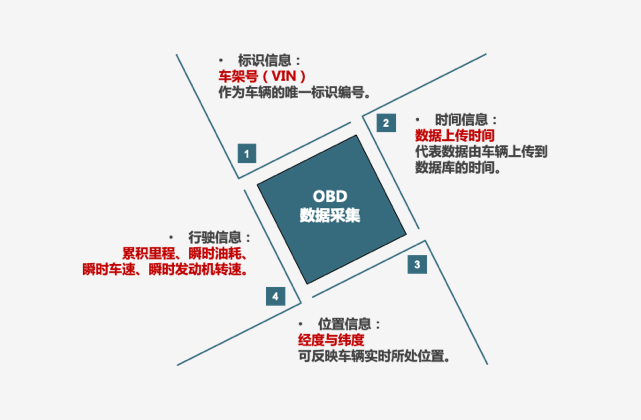 • 标识信息：
车架号（VIN）
作为车辆的唯一标识编号。
1
2
• 时间信息：
数据上传时间
代表数据由车辆上传到
数据库的时间。
OBD
数据采集
• 行驶信息：
累积里程、瞬时油耗、
瞬时车速、瞬时发动机转速。
3
4
• 位置信息：
经度与纬度
可反映车辆实时所处位置。